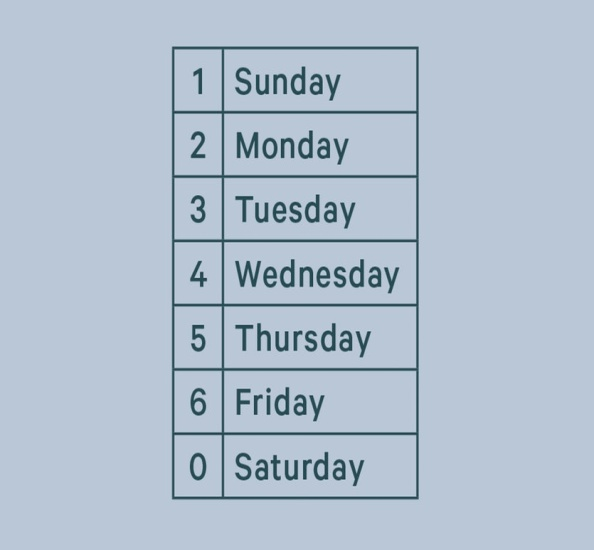 1 Sunday
2 Monday
3 Tuesday
4 Wednesday
5 Thursday
6 Friday
0 Saturday